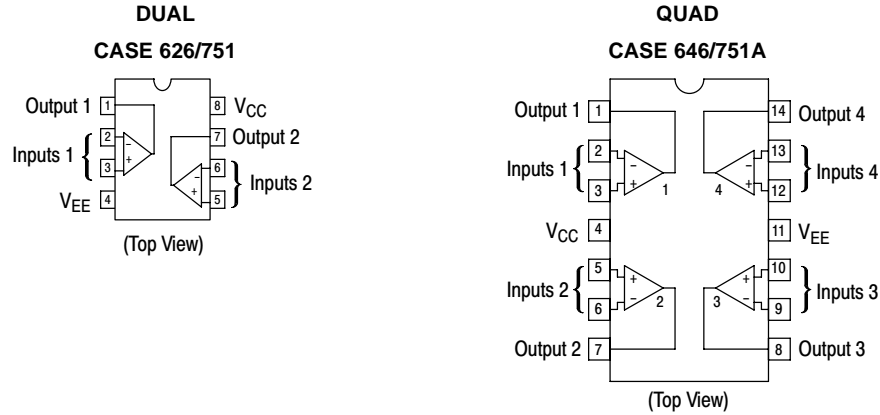 DUAL
CASE 626/751
Output 1 1 8 VCC
Inputs 1 { 2 − 7 Output 2
3 + − 6 } Inputs 2
VEE 4 + 5
(Top View)
QUAD
CASE 646/751A
Output 1 1 14 Output 4
Inputs 1 { 2 − − 13 } Inputs 4
3 + 1 4 + 12
VCC 4 11 VEE
Inputs 2 { 5 + + 10 } Inputs 3
6 − 2 3 − 9
Output 2 7 8 Output 3
(Top View)